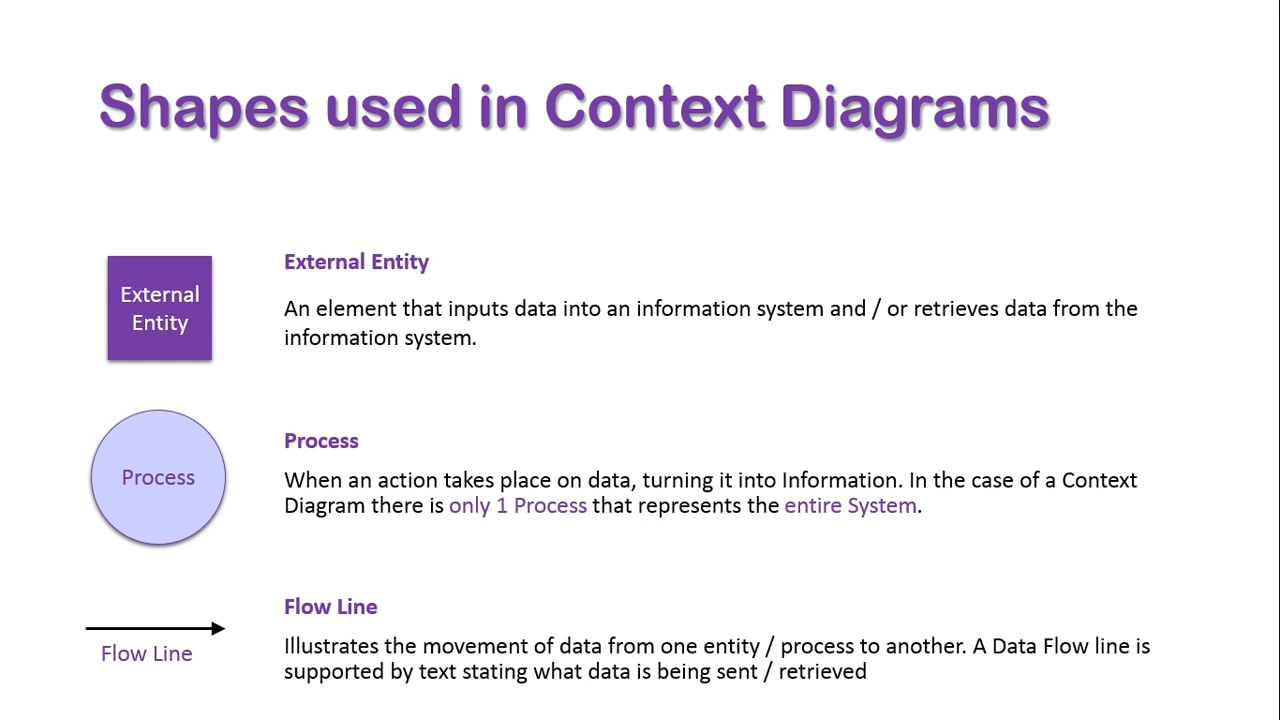 Shapes used in Context Diagrams
External
Entity
External Entity
An element that inputs data into an information system and / or retrieves data from the
information system.
Process
Process
When an action takes place on data, turning it into Information. In the case of a Context
Diagram there is only 1 Process that represents the entire System.
Flow Line
Flow Line
Illustrates the movement of data from one entity / process to another. A Data Flow line is
supported by text stating what data is being sent / retrieved